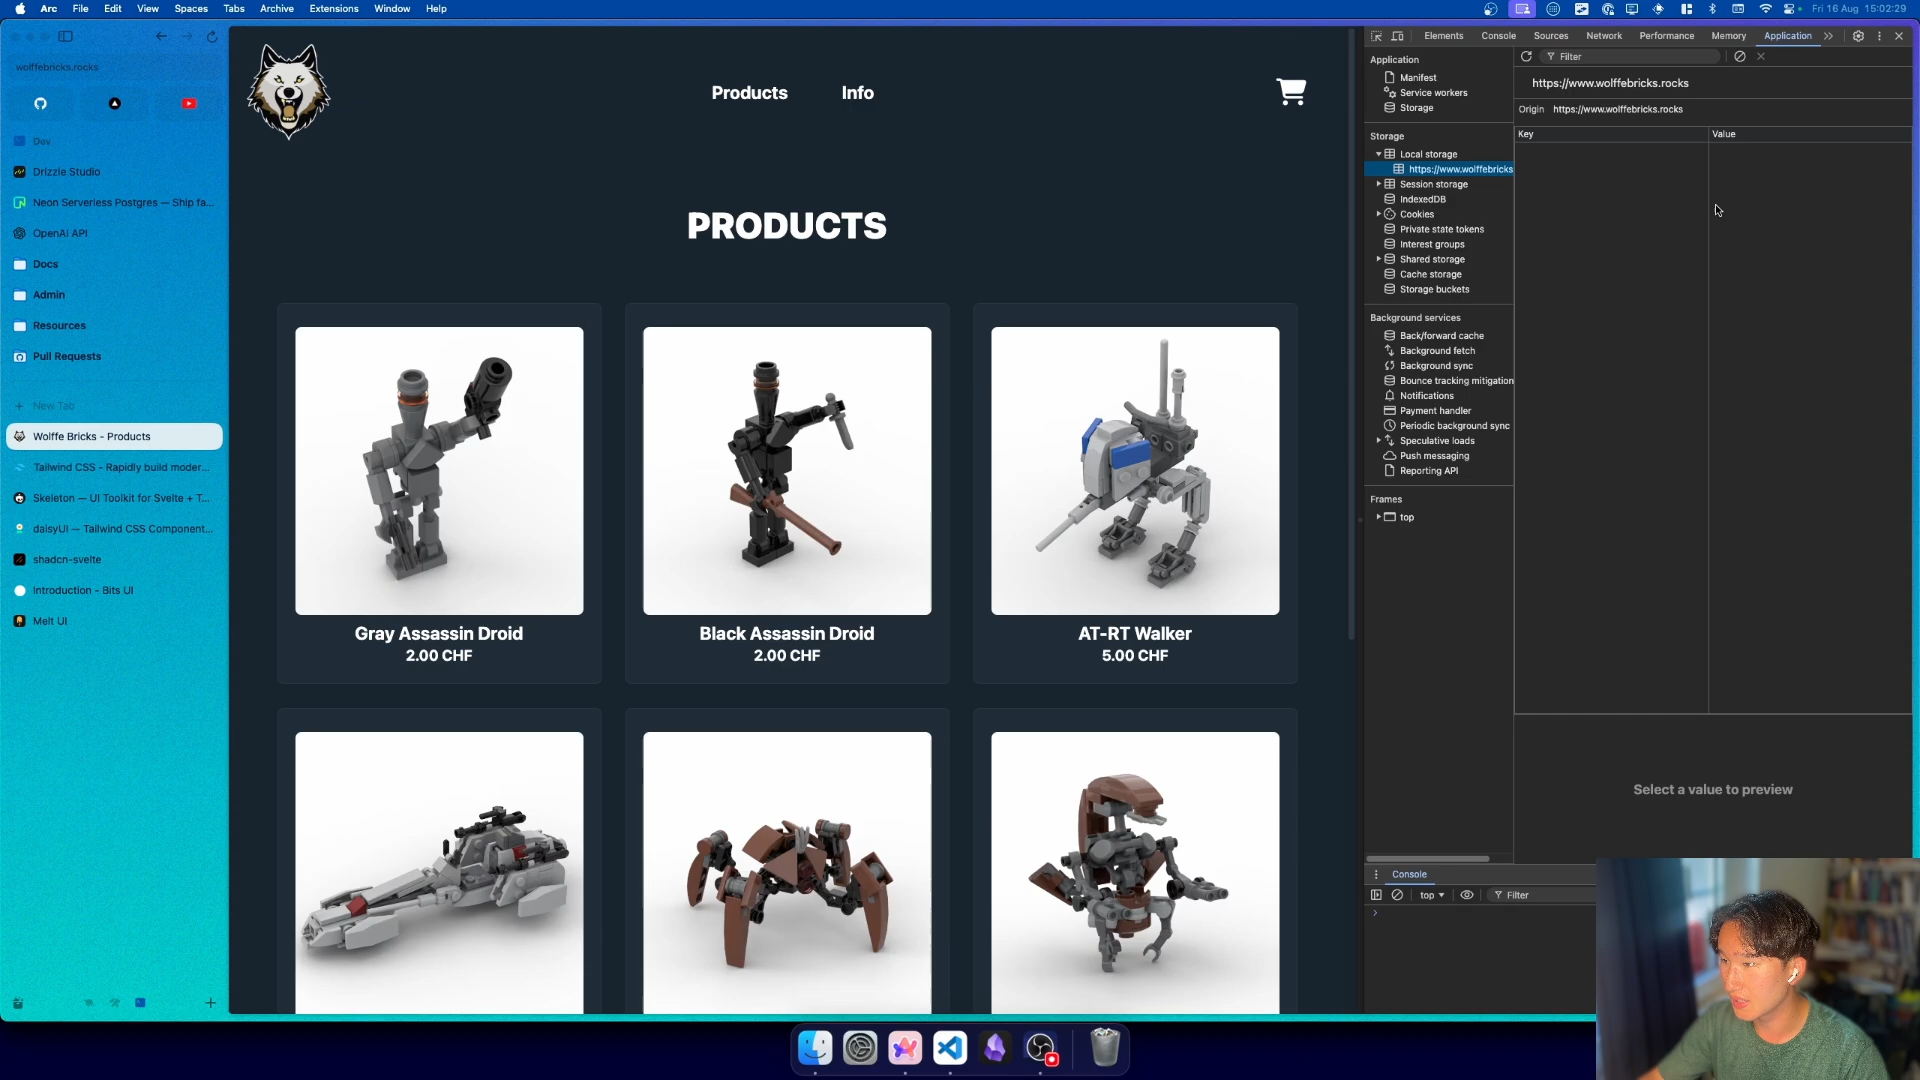 Arc File Edit View Spaces Tabs Archive Extensions Window Help
Fri 16 Aug 15:02:29
wolffebricks.rocks
Dev
Drizzle Studio
Neon Serverless Postgres — Ship fa...
OpenAI API
Docs
Admin
Resources
Pull Requests
New Tab
Wolffe Bricks - Products
Tailwind CSS - Rapidly build moder...
Skeleton — UI Toolkit for Svelte + T...
daisyUI — Tailwind CSS Component...
shadcn-svelte
Introduction - Bits UI
Melt UI
Products Info
PRODUCTS
Gray Assassin Droid
2.00 CHF
Black Assassin Droid
2.00 CHF
AT-RT Walker
5.00 CHF
Elements Console Sources Network Performance Memory Application
Application
Manifest
Service workers
Storage
Storage
Local storage
https://www.wolffebricks
Session storage
IndexedDB
Cookies
Private state tokens
Interest groups
Shared storage
Cache storage
Storage buckets
Background services
Back/forward cache
Background fetch
Background sync
Bounce tracking mitigation
Notifications
Payment handler
Periodic background sync
Speculative loads
Push messaging
Reporting API
Frames
top
Filter
https://www.wolffebricks.rocks
Origin https://www.wolffebricks.rocks
Key Value
Select a value to preview
Console
top Filter